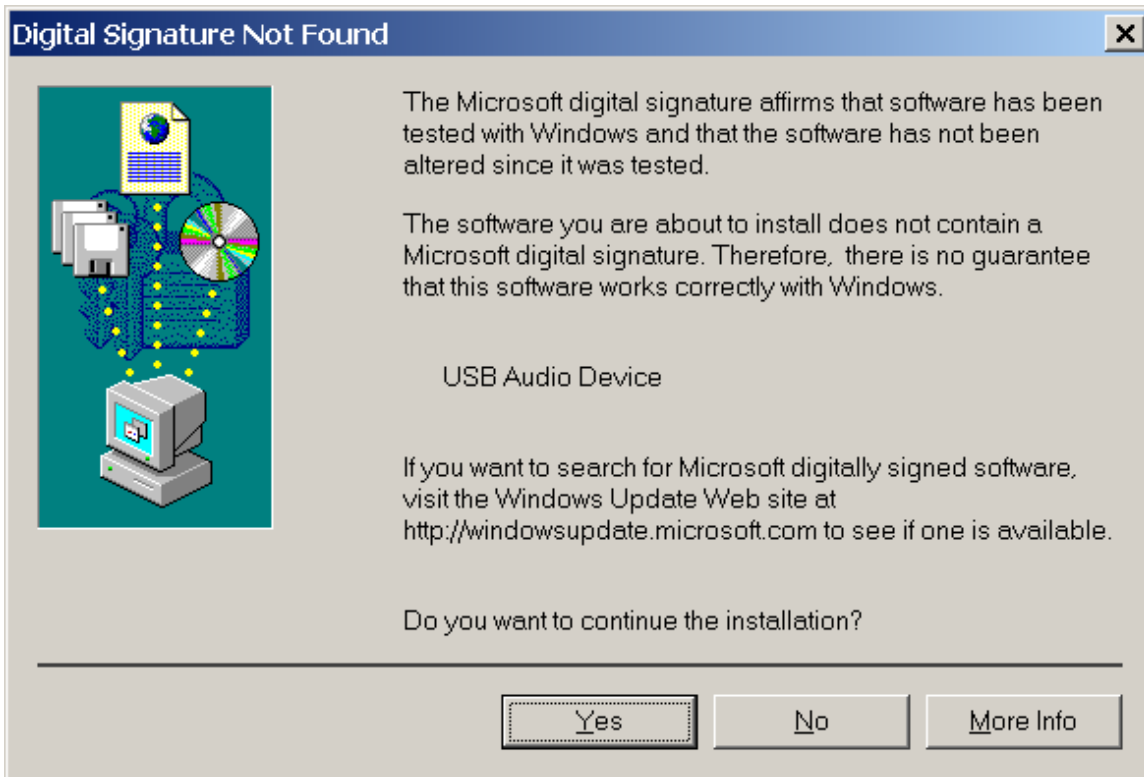 Digital Signature Not Found
The Microsoft digital signature affirms that software has been
tested with Windows and that the software has not been
altered since it was tested.
The software you are about to install does not contain a
Microsoft digital signature. Therefore,  there is no guarantee
that this software works correctly with Windows.
USB Audio Device
If you want to search for Microsoft digitally signed software,
visit the Windows Update Web site at
http://windowsupdate.microsoft.com to see if one is available.
Do you want to continue the installation?
Yes No More Info